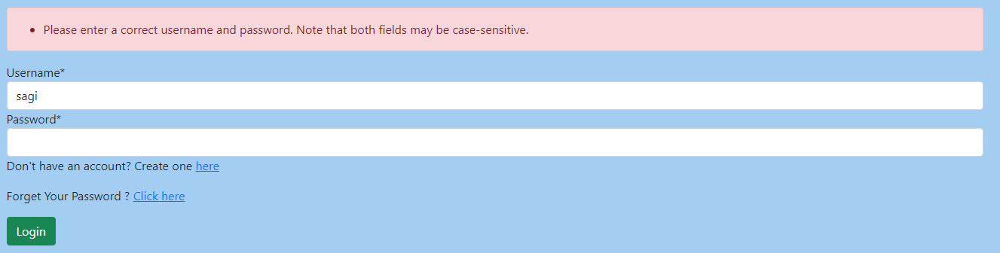 Please enter a correct username and password. Note that both fields may be case-sensitive.
Username*
sagi
Password*
Don't have an account? Create one here
Forget Your Password ? Click here
Login